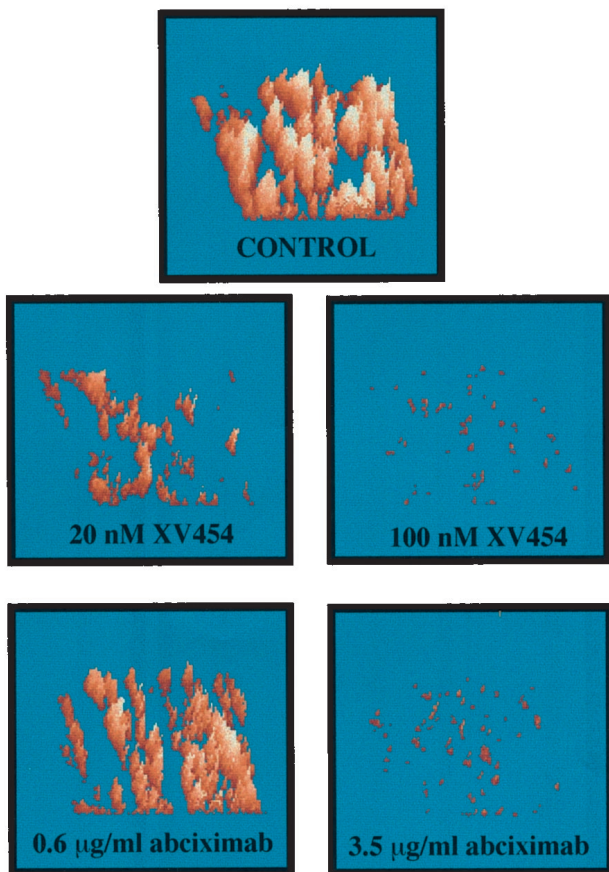 CONTROL
20 nM XV454
100 nM XV454
0.6 μg/ml abciximab
3.5 μg/ml abciximab